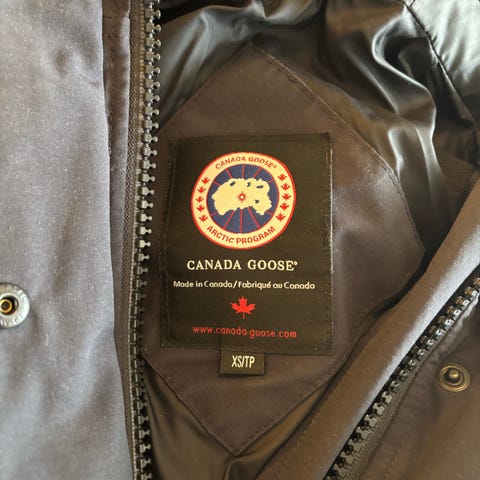 CANADA GOOSE®
ARCTIC PROGRAM
CANADA GOOSE®
Made in Canada/Fabriqué au Canada
www.canada-goose.com
XS/TP